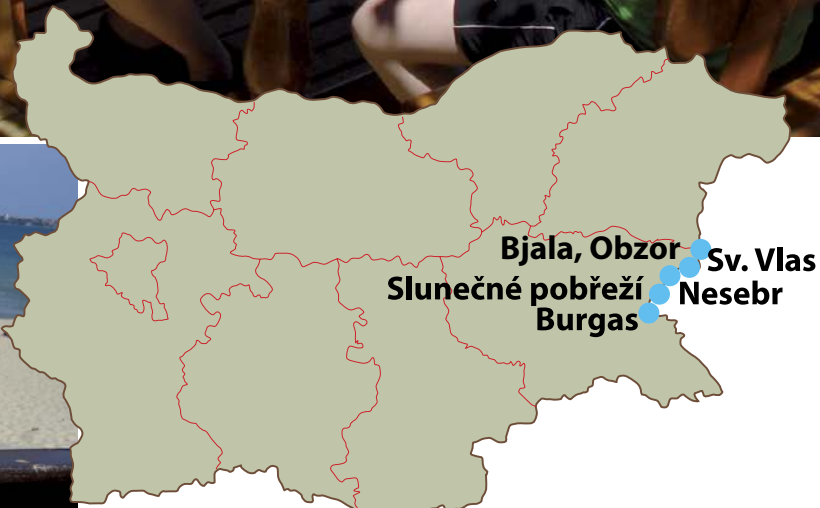 Bjala, Obzor
Sv. Vlas
Slunečné pobřeží
Nesebr
Burgas